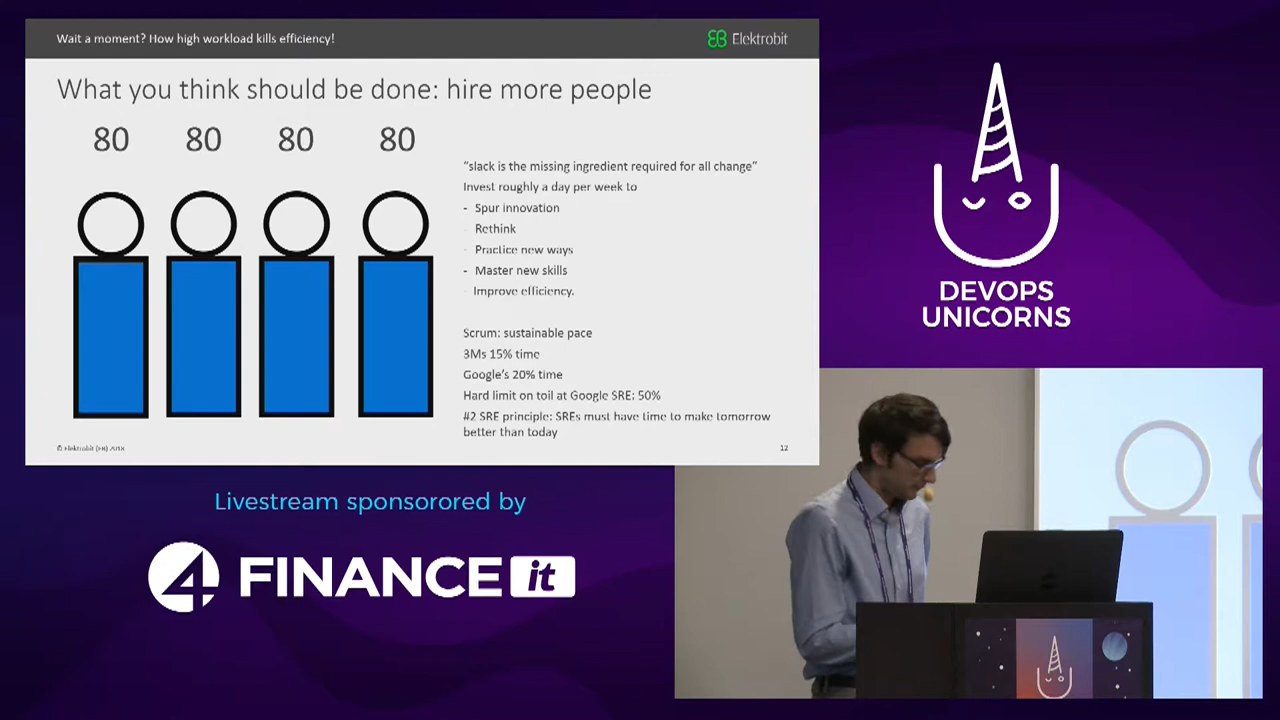 Wait a moment? How high workload kills efficiency!
Elektrobit
What you think should be done: hire more people
80 80 80 80
“slack is the missing ingredient required for all change”
Invest roughly a day per week to
- Spur innovation
- Rethink
- Practice new ways
- Master new skills
- Improve efficiency.
Scrum: sustainable pace
3Ms 15% time
Google's 20% time
Hard limit on toil at Google SRE: 50%
#2 SRE principle: SREs must have time to make tomorrow
better than today
© Elektrobit (EB) 2018
12
DEVOPS
UNICORNS
Livestream sponsorored by
4 FINANCE it